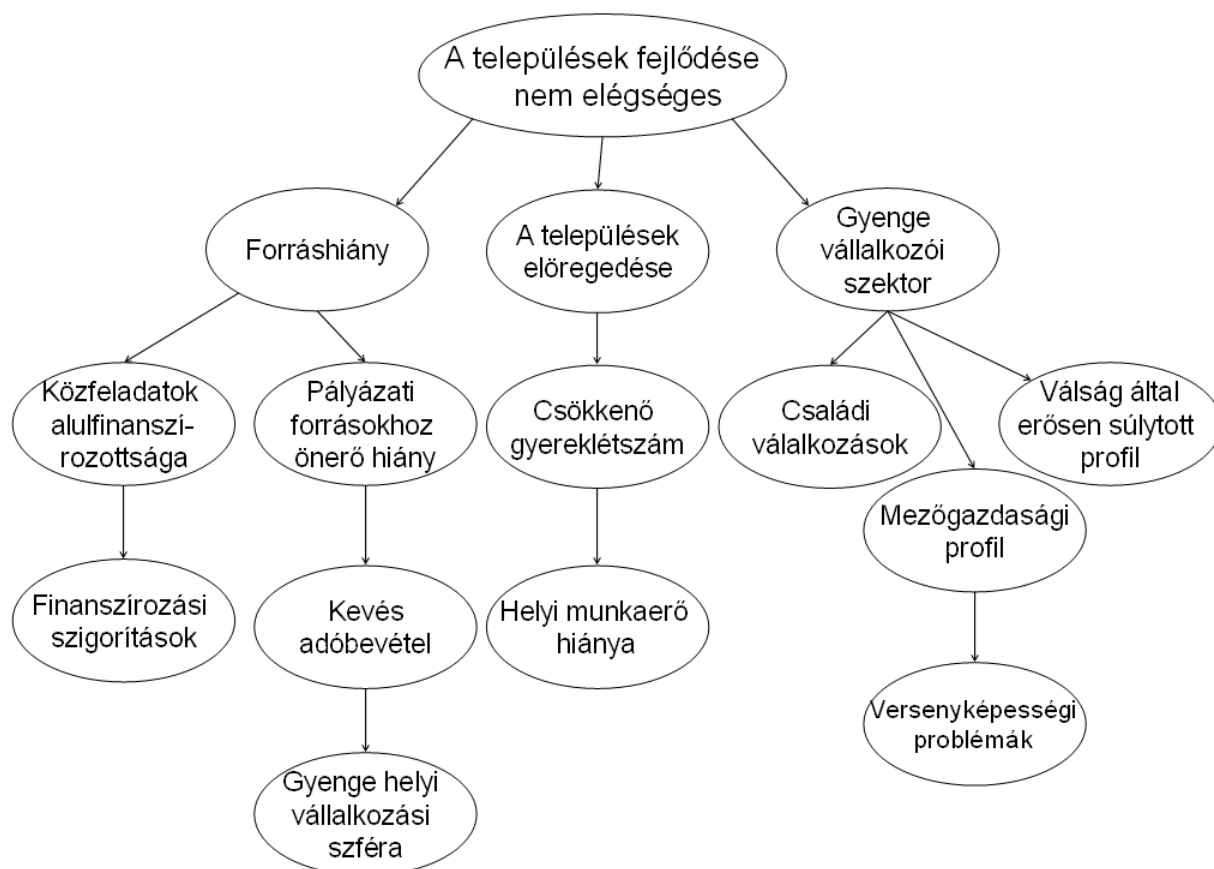 A települések fejlődése
nem elégséges
Forráshiány
A települések
elöregedése
Gyenge
vállalkozói
szektor
Közfeladatok
alulfinanszí-
rozottsága
Pályázati
forrásokhoz
önerő hiány
Csökkenő
gyereklétszám
Családi
válalkozások
Válság által
erősen súlytott
profil
Mezőgazdasági
profil
Finanszírozási
szigorítások
Kevés
adóbevétel
Helyi munkaerő
hiánya
Versenyképességi
problémák
Gyenge helyi
vállalkozási
szféra